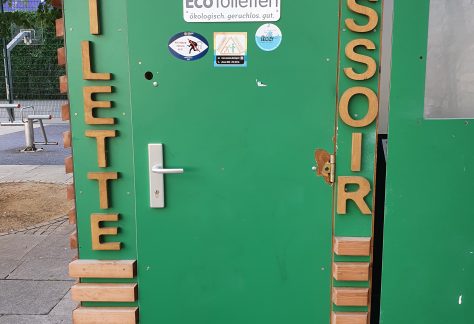 ECOToiletten
ökologisch. geruchlos. gut.
ILETTE
SSOIR